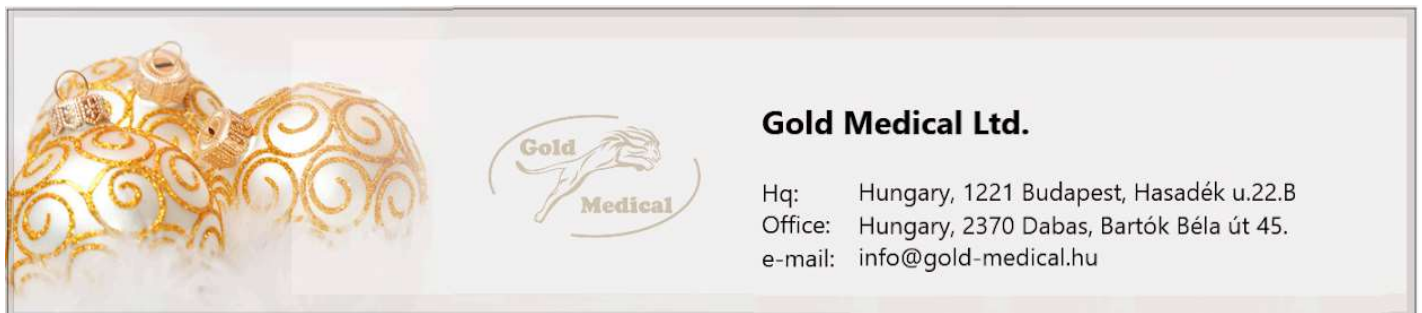 Gold
Medical
Gold Medical Ltd.
Hq: Hungary, 1221 Budapest, Hasadék u.22.B
Office: Hungary, 2370 Dabas, Bartók Béla út 45.
e-mail: info@gold-medical.hu